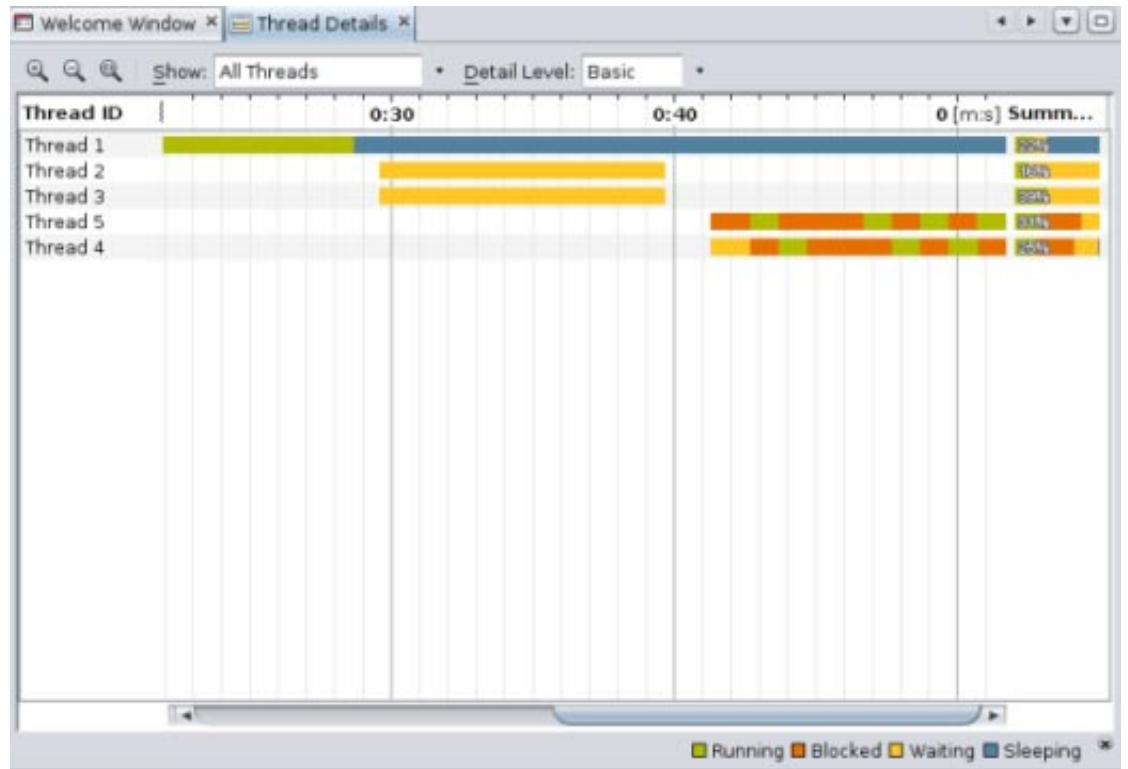 Welcome Window × Thread Details ×
Show: All Threads Detail Level: Basic
Thread ID 0:30 0:40 0 [m:s] Summ...
Thread 1
Thread 2
Thread 3
Thread 5
Thread 4
Running Blocked Waiting Sleeping